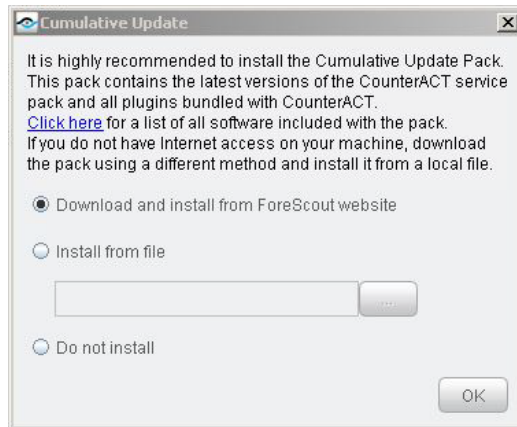 Cumulative Update
It is highly recommended to install the Cumulative Update Pack.
This pack contains the latest versions of the CounterACT service
pack and all plugins bundled with CounterACT.
Click here for a list of all software included with the pack.
If you do not have Internet access on your machine, download
the pack using a different method and install it from a local file.
Download and install from ForeScout website
Install from file
...
Do not install
OK